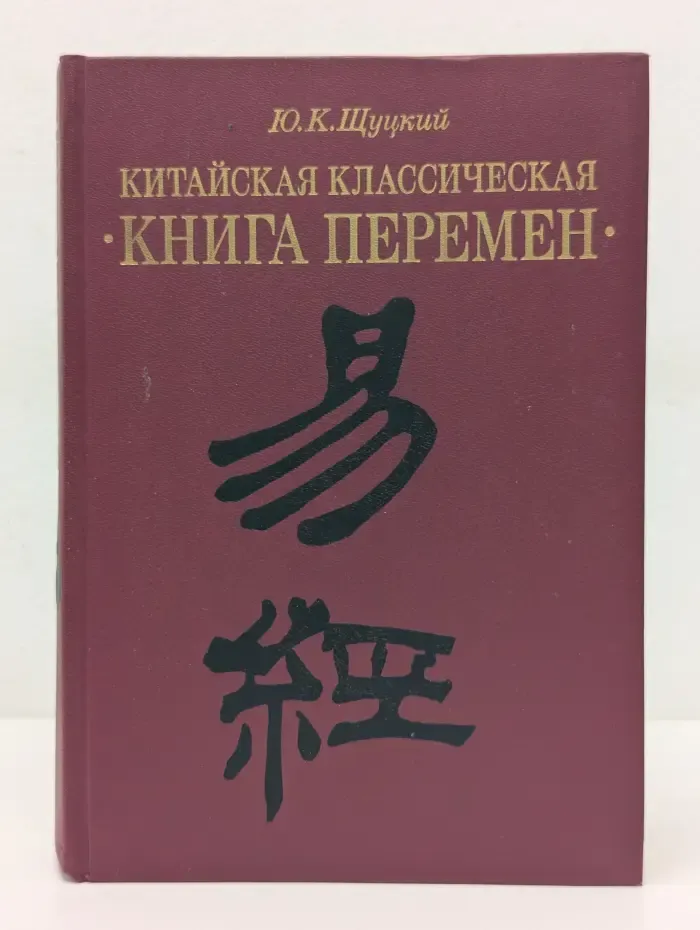 Ю.К.Щуцкий
КИТАЙСКАЯ КЛАССИЧЕСКАЯ
·КНИГА ПЕРЕМЕН·
易
經